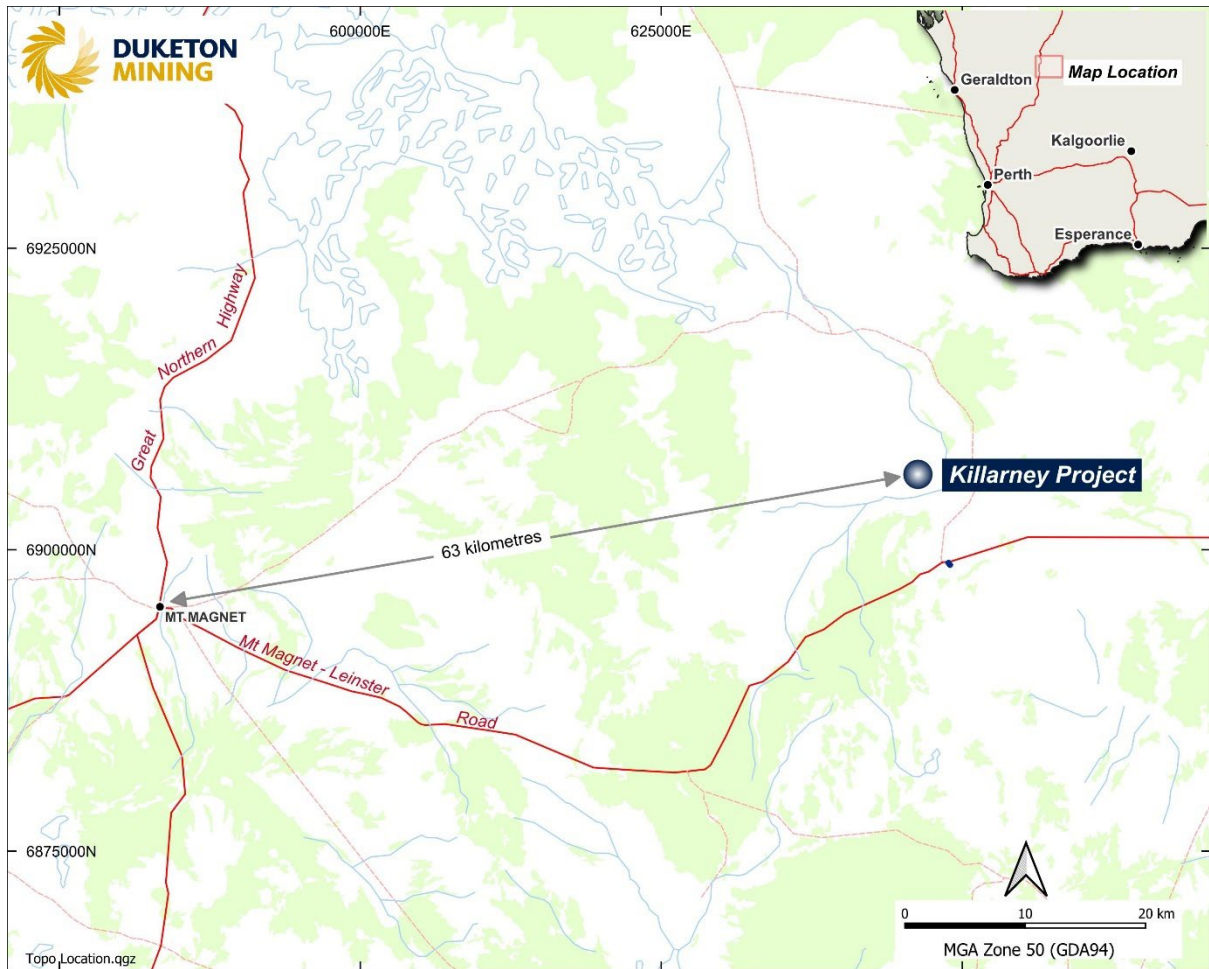 DUKETON
MINING
600000E
625000E
Geraldton
Map Location
Kalgoorlie
Perth
Esperance
6925000N
Great Northern Highway
Killarney Project
63 kilometres
6900000N
MT. MAGNET
Mt Magnet - Leinster Road
6875000N
0 10 20 km
MGA Zone 50 (GDA94)
Topo Location.qgz